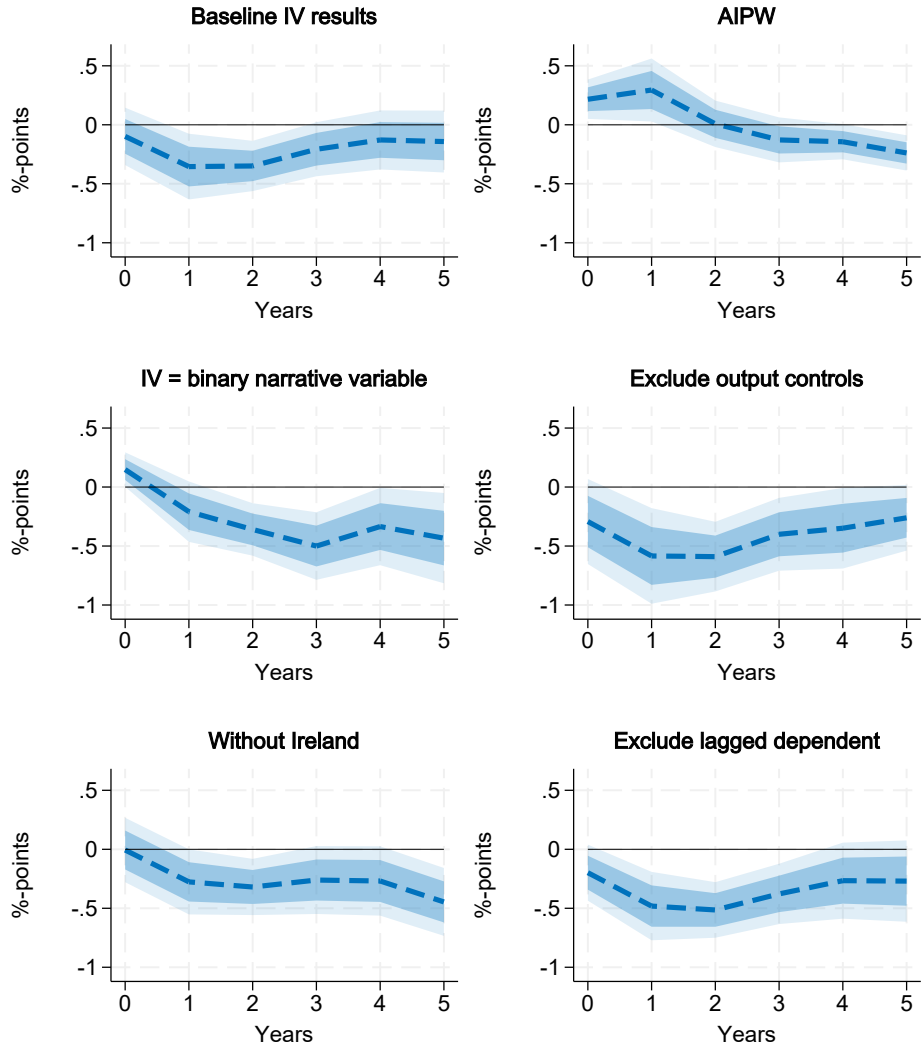 Baseline IV results
%-points
.5
0
-.5
-1
0 1 2 3 4 5
Years
AIPW
%-points
.5
0
-.5
-1
0 1 2 3 4 5
Years
IV = binary narrative variable
%-points
.5
0
-.5
-1
0 1 2 3 4 5
Years
Exclude output controls
%-points
.5
0
-.5
-1
0 1 2 3 4 5
Years
Without Ireland
%-points
.5
0
-.5
-1
0 1 2 3 4 5
Years
Exclude lagged dependent
%-points
.5
0
-.5
-1
0 1 2 3 4 5
Years